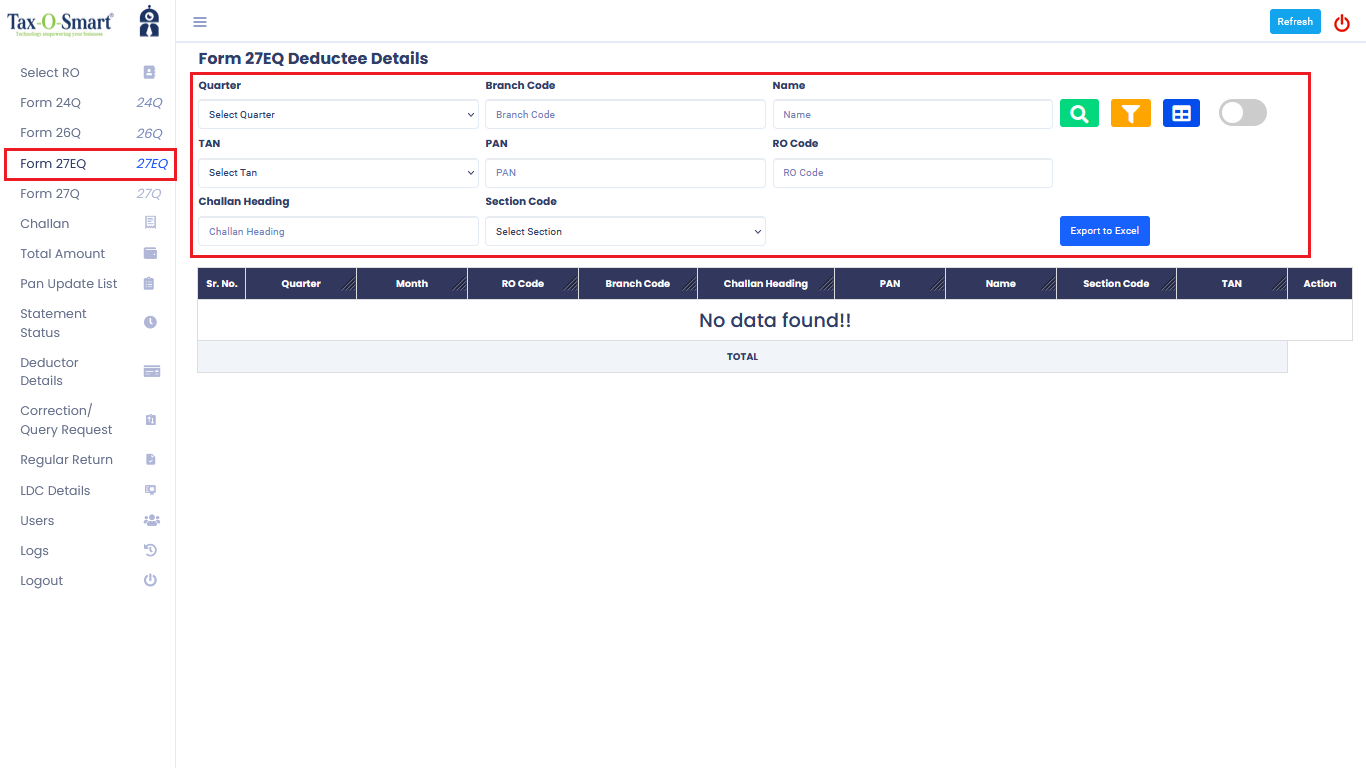 Tax-O-Smart®
Technology empowering your business
Refresh
Select RO
Form 24Q 24Q
Form 26Q 26Q
Form 27EQ 27EQ
Form 27Q 27Q
Challan
Total Amount
Pan Update List
Statement
Status
Deductor
Details
Correction/
Query Request
Regular Return
LDC Details
Users
Logs
Logout
Form 27EQ Deductee Details
Quarter Branch Code Name
Select Quarter Branch Code Name
TAN PAN RO Code
Select Tan PAN RO Code
Challan Heading Section Code
Challan Heading Select Section Export to Excel
Sr. No. Quarter Month RO Code Branch Code Challan Heading PAN Name Section Code TAN Action
No data found!!
TOTAL